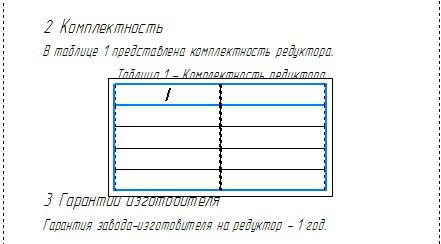 2 Комплектность
В таблице 1 представлена комплектность редуктора.
Таблица 1 - Комплектность редуктора
3 Гарантии изготовителя
Гарантия завода-изготовителя на редуктор - 1 год.